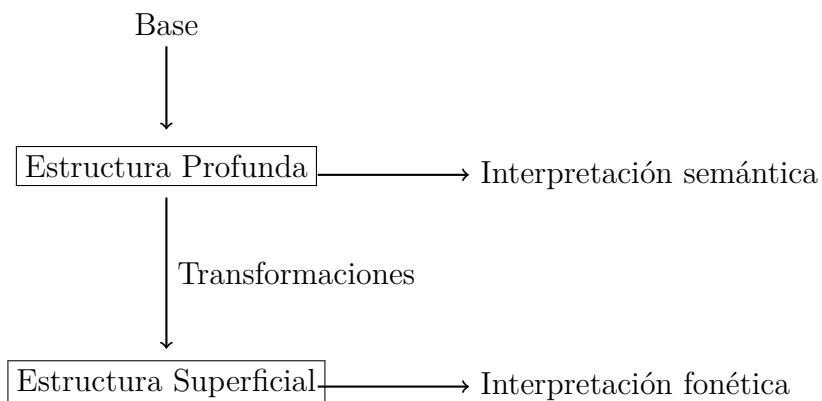 Base
Estructura Profunda
Interpretación semántica
Transformaciones
Estructura Superficial
Interpretación fonética